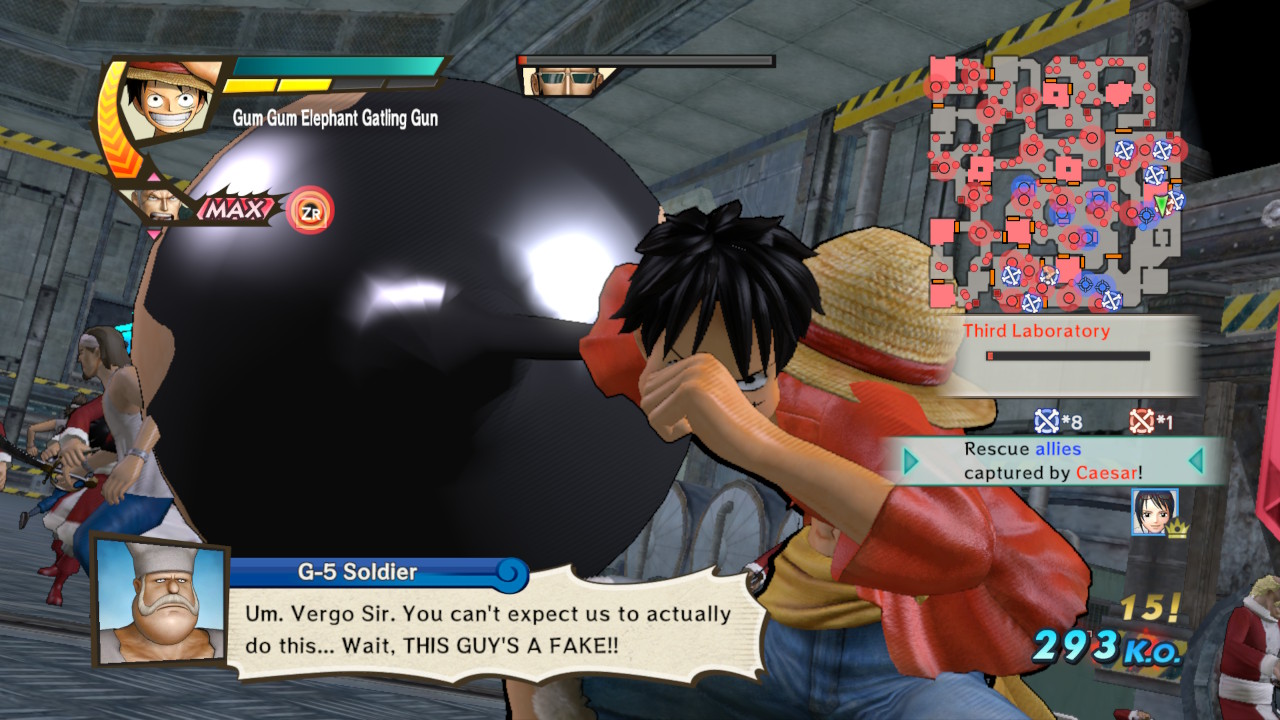 Gum Gum Elephant Gatling Gun
MAX
ZR
Third Laboratory
*8 *1
Rescue allies
captured by Caesar!
G-5 Soldier
Um. Vergo Sir. You can't expect us to actually
do this... Wait, THIS GUY'S A FAKE!!
15!
293 K.O.